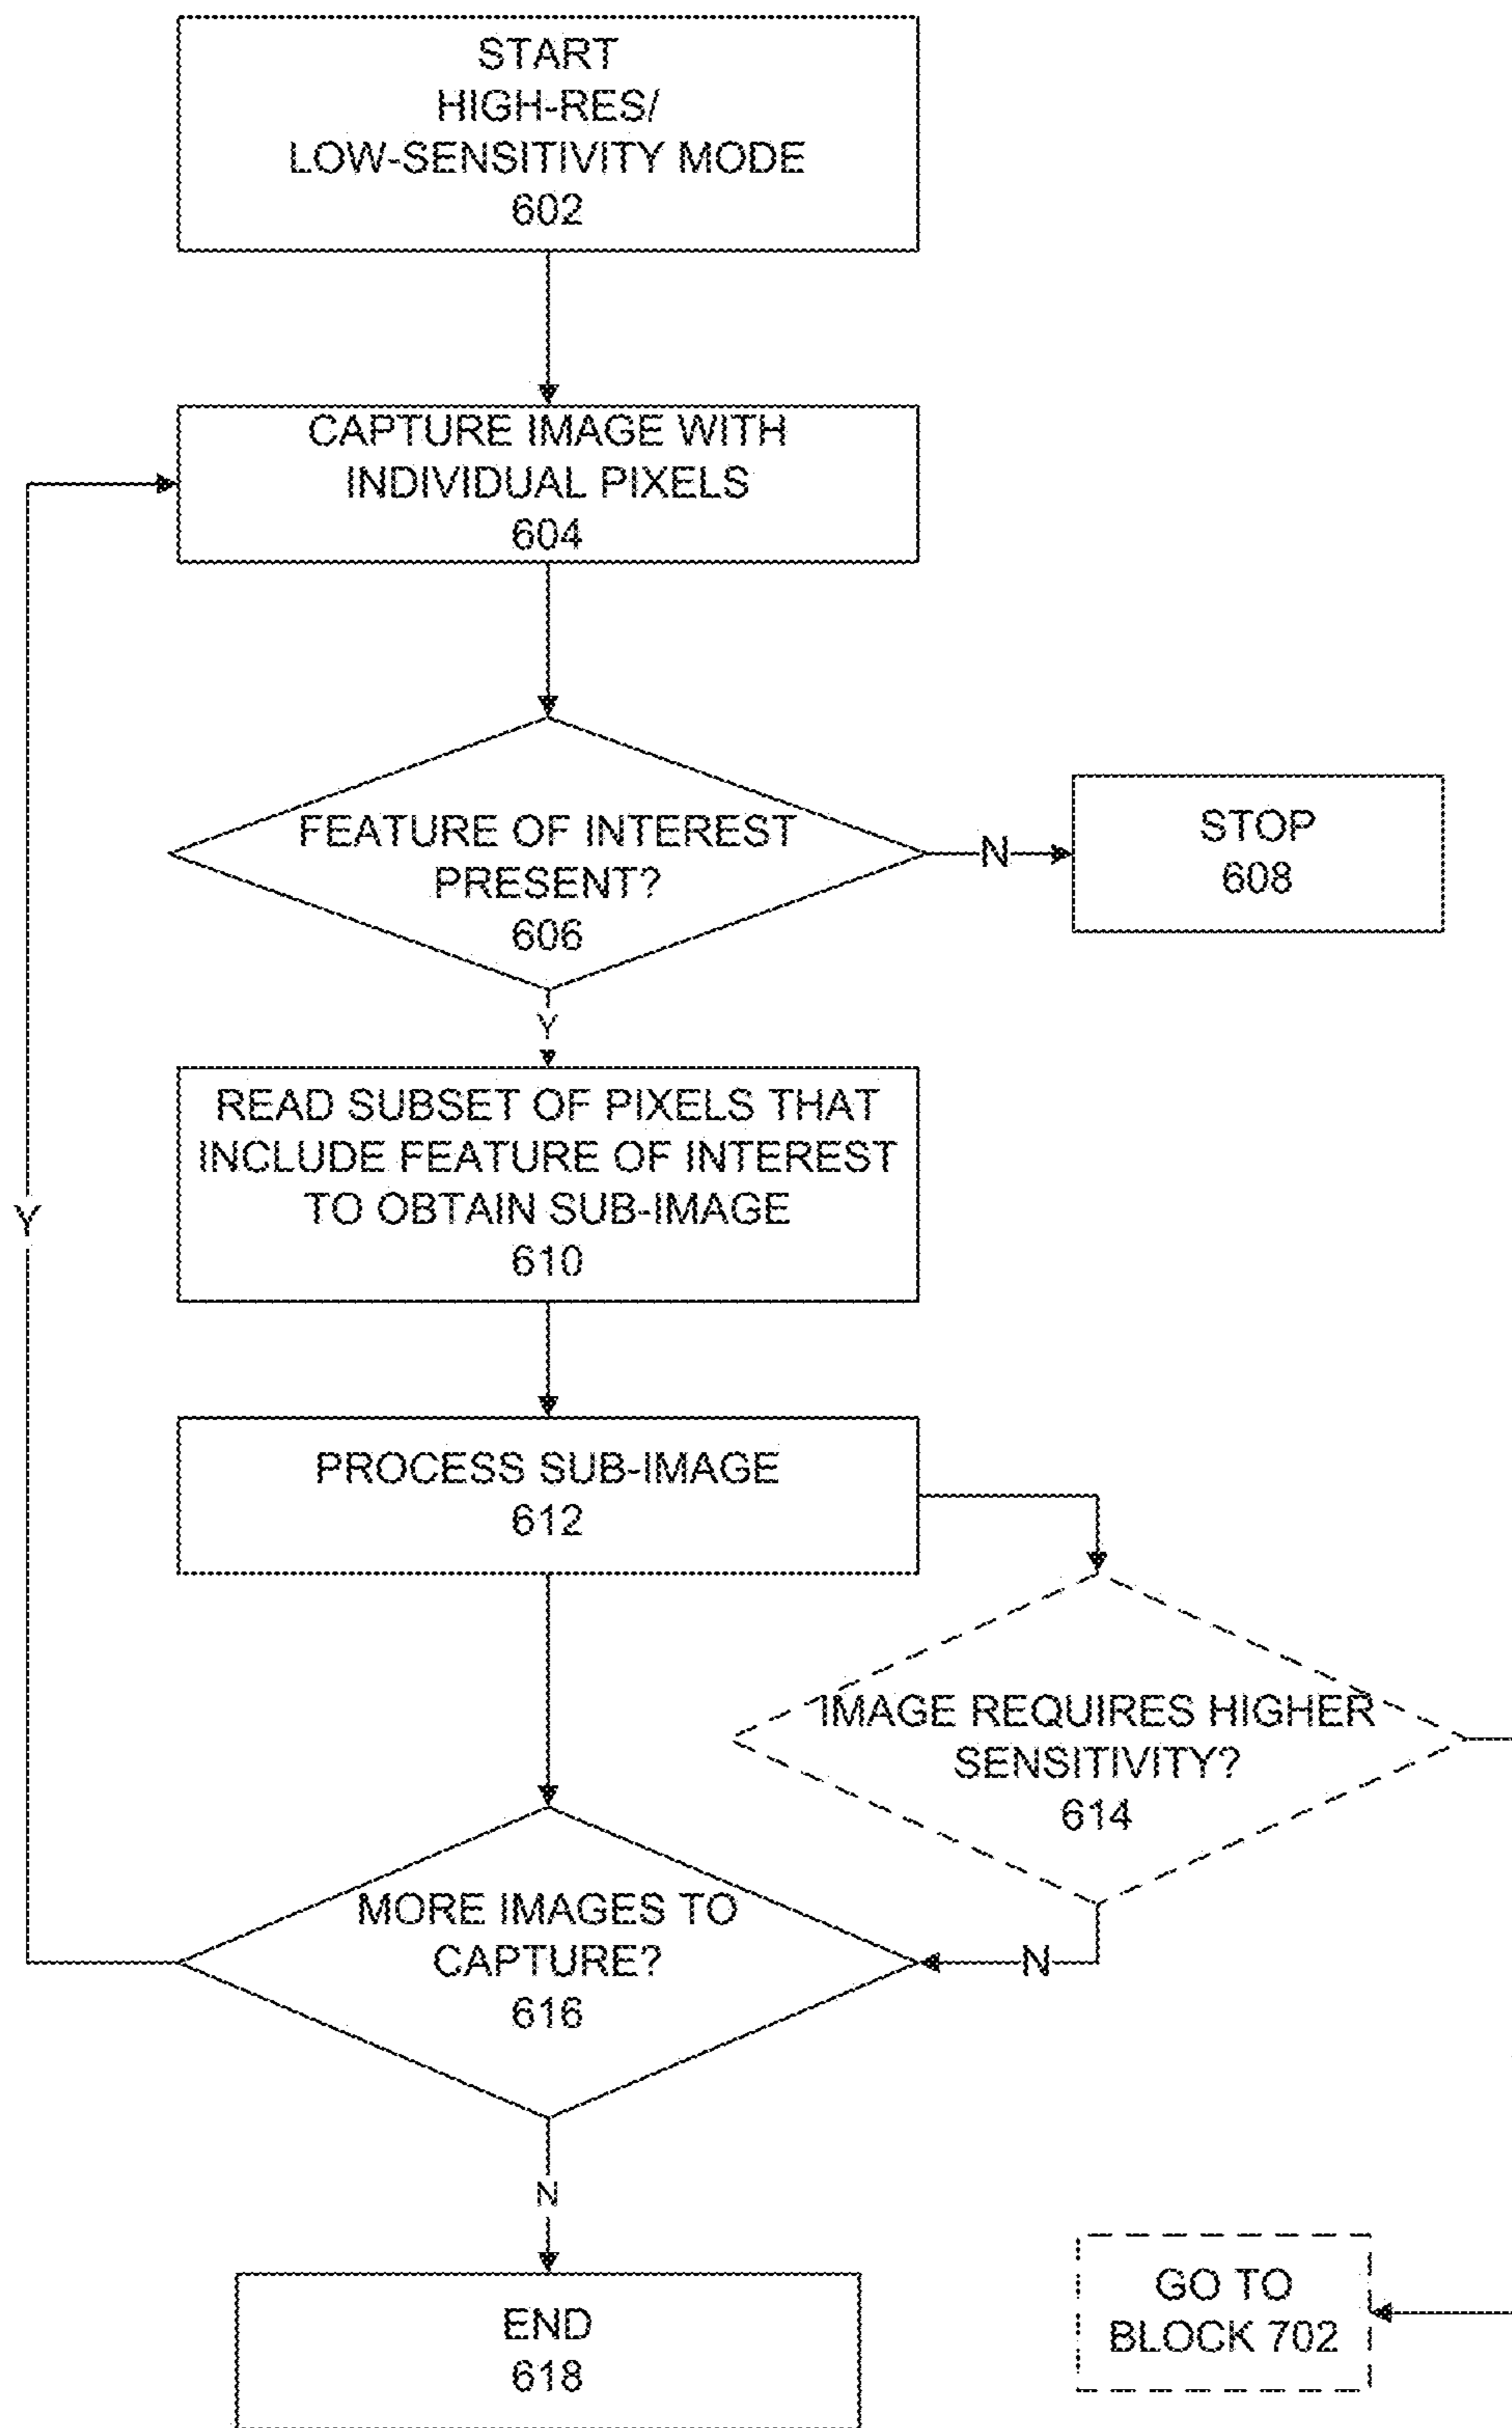 START
HIGH-RES/
LOW-SENSITIVITY MODE
602
CAPTURE IMAGE WITH
INDIVIDUAL PIXELS
604
FEATURE OF INTEREST
PRESENT?
606
N
STOP
608
Y
READ SUBSET OF PIXELS THAT
INCLUDE FEATURE OF INTEREST
TO OBTAIN SUB-IMAGE
610
Y
PROCESS SUB-IMAGE
612
IMAGE REQUIRES HIGHER
SENSITIVITY?
614
MORE IMAGES TO
CAPTURE?
616
N
N
END
618
GO TO
BLOCK 702